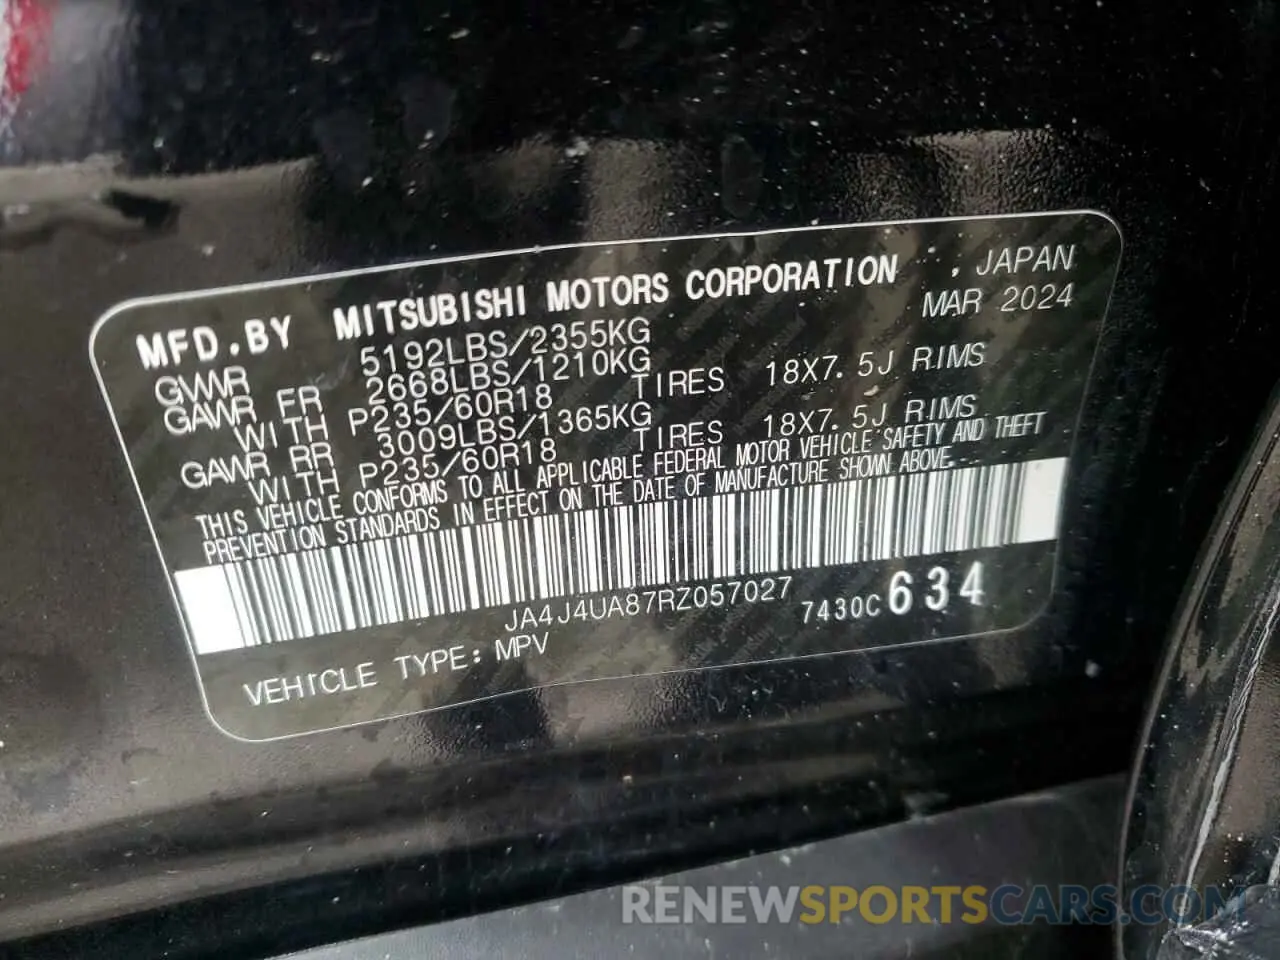 MFD.BY MITSUBISHI MOTORS CORPORATION , JAPAN
GVWR 5192LBS/2355KG MAR 2024
GAWR FR 2668LBS/1210KG
WITH P235/60R18 TIRES 18X7.5J RIMS
GAWR RR 3009LBS/1365KG
WITH P235/60R18 TIRES 18X7.5J RIMS
THIS VEHICLE CONFORMS TO ALL APPLICABLE FEDERAL MOTOR VEHICLE SAFETY AND THEFT
PREVENTION STANDARDS IN EFFECT ON THE DATE OF MANUFACTURE SHOWN ABOVE.
JA4J4UA87RZ057027 7430C 634
VEHICLE TYPE: MPV
RENEWSPORTSCARS.COM